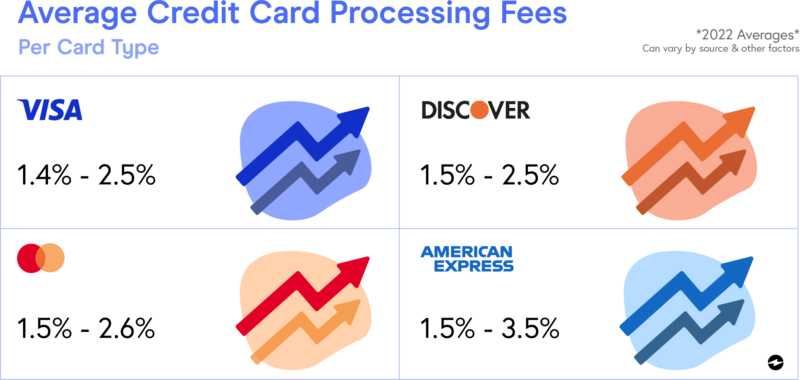 Average Credit Card Processing Fees
Per Card Type
*2022 Averages*
Can vary by source & other factors
VISA
1.4% - 2.5%
DISCOVER
1.5% - 2.5%
1.5% - 2.6%
AMERICAN
EXPRESS
1.5% - 3.5%